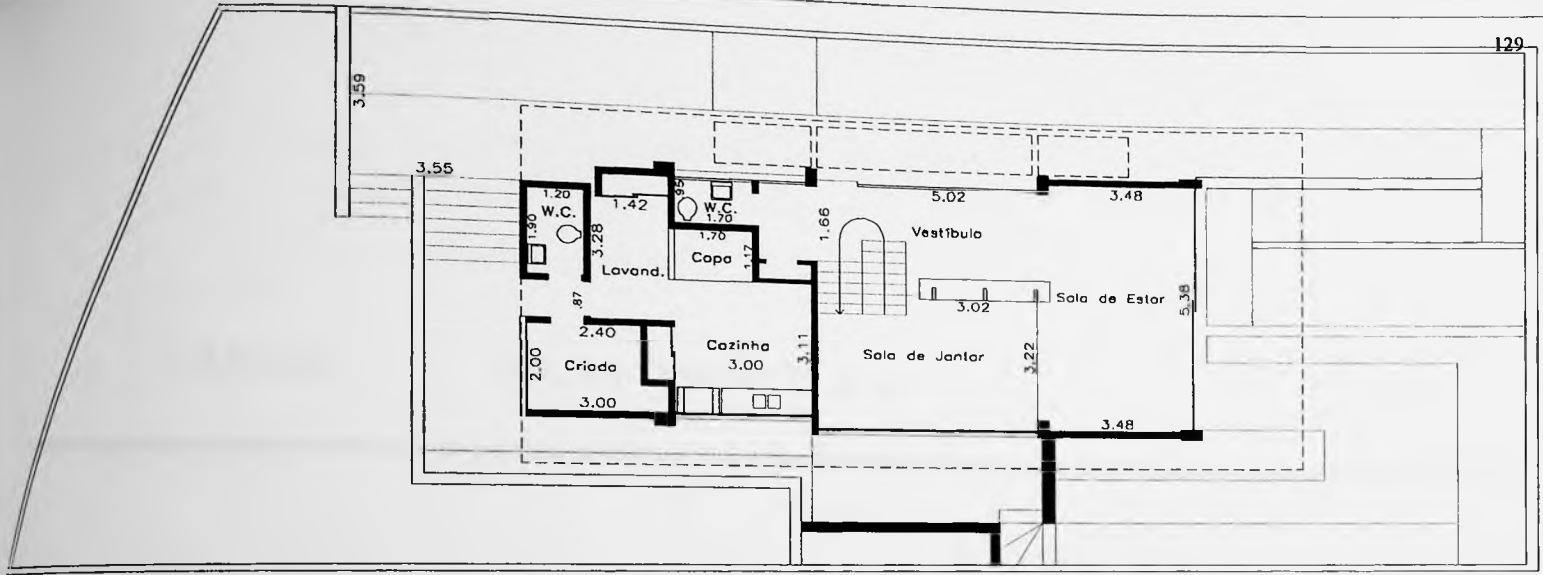 129
3.59
3.55
1.20
W.C.
1.90
1.42
3.28
Lavand.
.95
W.C.
1.70
1.70
Copa
1.17
1.66
5.02
Vestíbulo
3.48
.87
3.02
Sala de Estar
5.38
2.40
2.00
Criada
3.00
Cozinha
3.00
3.11
Sala de Jantar
3.22
3.48